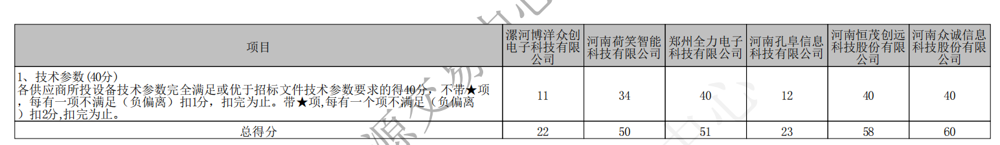 项目
漯河博洋众创
电子科技有限
公司
河南荷笑智能
科技有限公司
郑州全力电子
科技有限公司
河南孔阜信息
科技有限公司
河南恒茂创远
科技股份有限
公司
河南众诚信息
科技股份有限
公司
1、技术参数(40分)
各供应商所投设备技术参数完全满足或优于招标文件技术参数要求的得40分，不带★项
，每有一项不满足（负偏离）扣1分，扣完为止。带★项,每有一个项不满足（负偏离
）扣2分,扣完为止。
11
34
40
12
40
40
总得分
22
50
51
23
58
60
源交易中心
中心